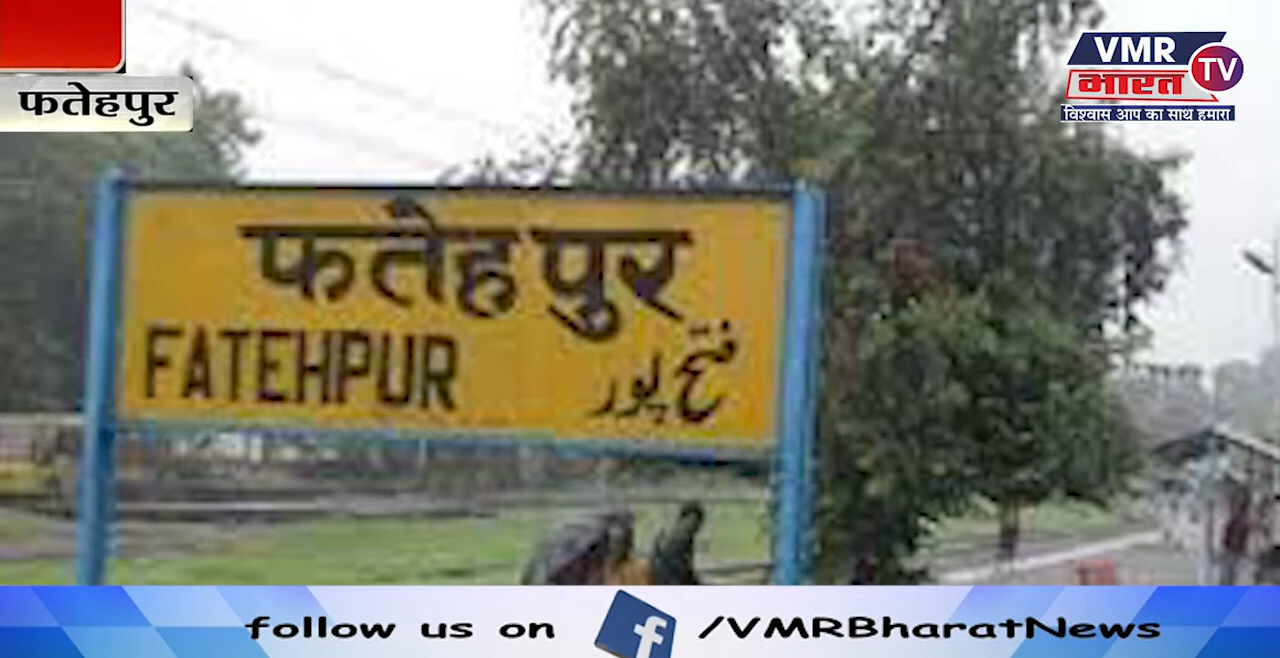 फतेहपुर
VMR
भारत
TV
विश्वास आप का साथ हमारा
फतेहपुर
FATEHPUR
فتح پور
follow us on f /VMRBharatNews